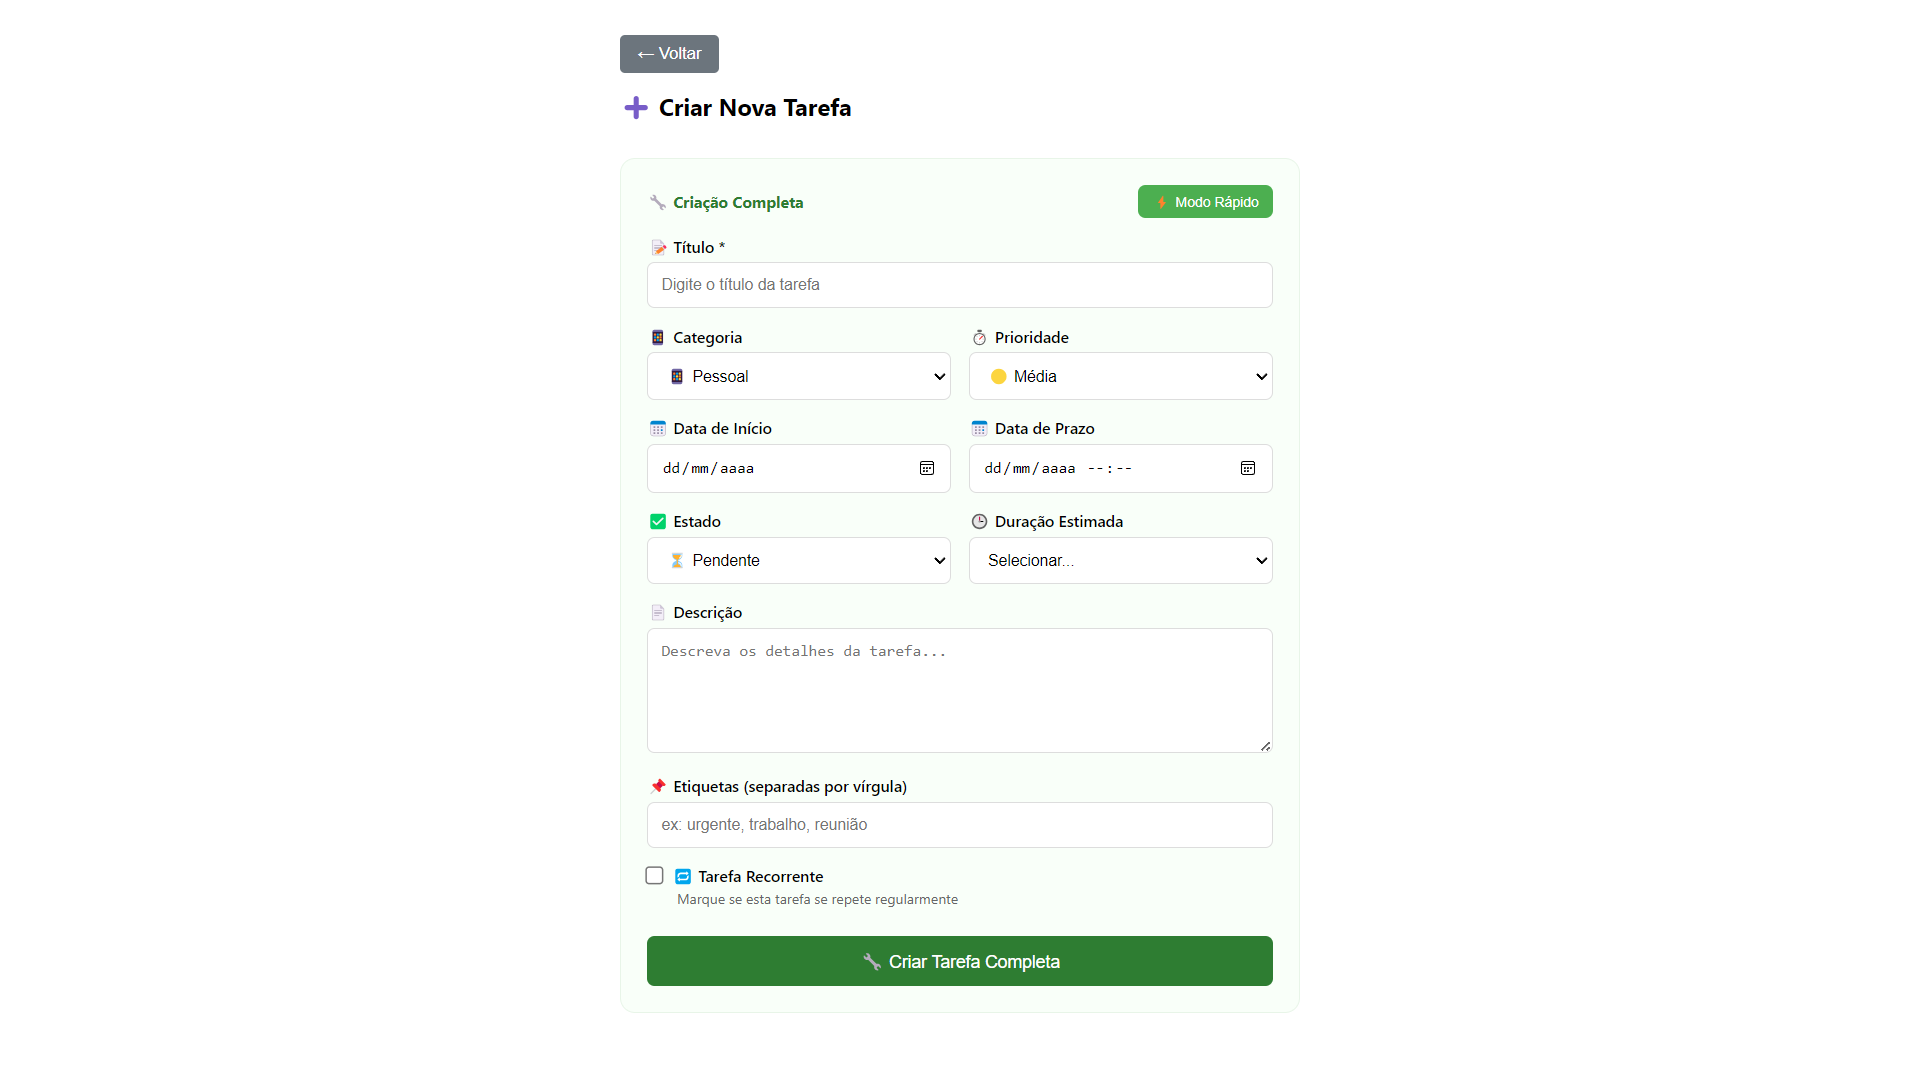 ← Voltar
➕ Criar Nova Tarefa
🔧 Criação Completa
⚡ Modo Rápido
📝 Título *
Digite o título da tarefa
📱 Categoria
⏱️ Prioridade
📱 Pessoal
🟡 Média
📅 Data de Início
📅 Data de Prazo
dd/mm/aaaa
dd/mm/aaaa --:--
✅ Estado
🕒 Duração Estimada
⏳ Pendente
Selecionar...
📄 Descrição
Descreva os detalhes da tarefa...
📌 Etiquetas (separadas por vírgula)
ex: urgente, trabalho, reunião
🔁 Tarefa Recorrente
Marque se esta tarefa se repete regularmente
🔧 Criar Tarefa Completa